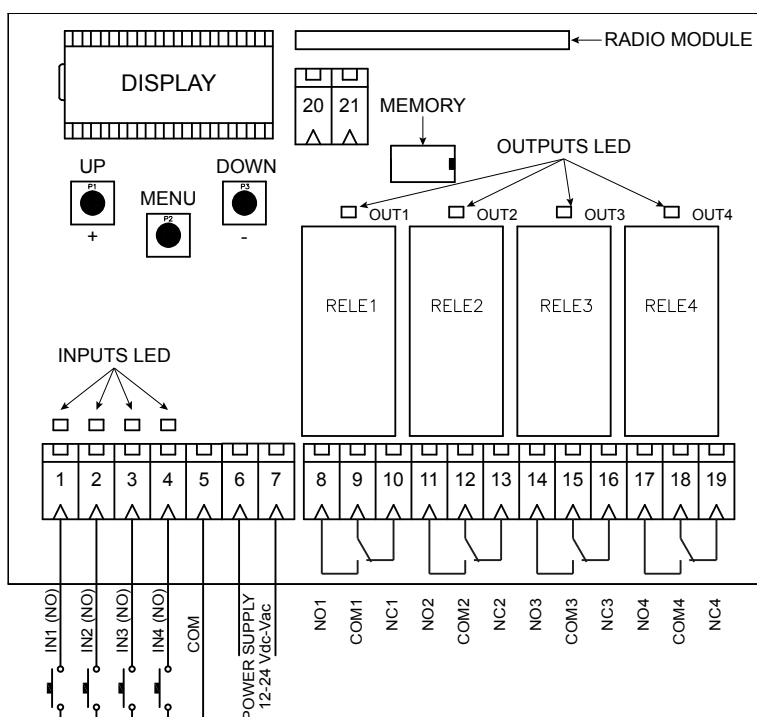 RADIO MODULE
DISPLAY
20 21
MEMORY
UP
DOWN
OUTPUTS LED
MENU
P1
P3
P2
+
-
OUT1 OUT2 OUT3 OUT4
RELE1 RELE2 RELE3 RELE4
INPUTS LED
1 2 3 4 5 6 7 8 9 10 11 12 13 14 15 16 17 18 19
IN1 (NO)
IN2 (NO)
IN3 (NO)
IN4 (NO)
COM
POWER SUPPLY
12-24 Vdc-Vac
NO1
COM1
NC1
NO2
COM2
NC2
NO3
COM3
NC3
NO4
COM4
NC4